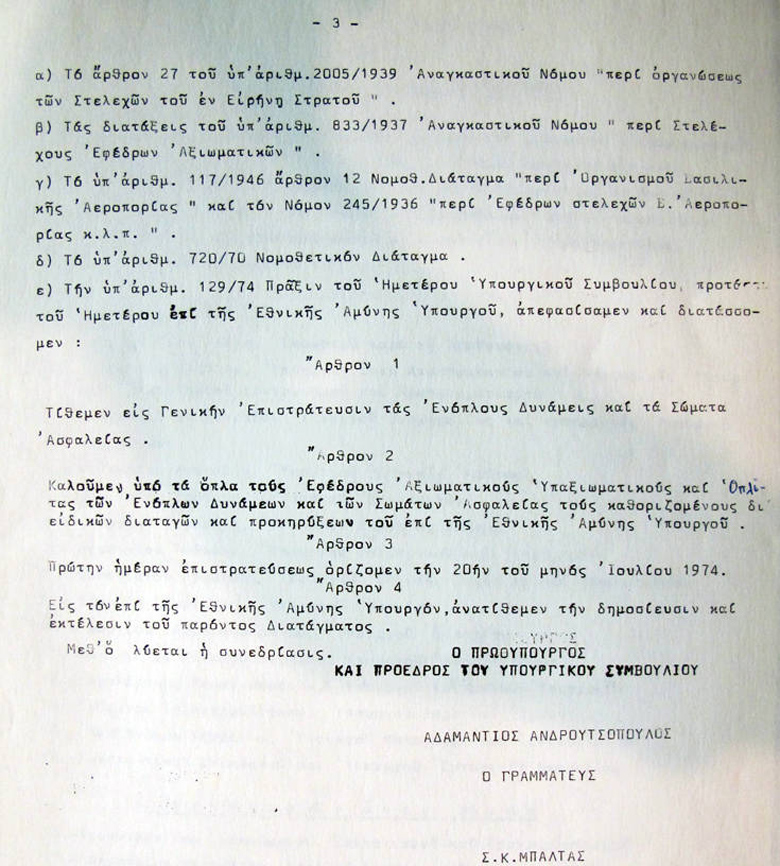 - 3 -
α) Τό ἄρθρον 27 τοῦ ὑπ'ἀριθμ.2005/1939 Ἀναγκαστικοῦ Νόμου "περί ὀργανώσεως
τῶν Στελεχῶν τοῦ ἐν Εἰρήνῃ Στρατοῦ " .
β) Τάς διατάξεις τοῦ ὑπ'ἀριθμ. 833/1937 Ἀναγκαστικοῦ Νόμου " περί Στελέ-
χους Ἐφέδρων Ἀξιωματικῶν " .
γ) Τό ὑπ'ἀριθμ. 117/1946 ἄρθρον 12 Νομοθ.Διάταγμα "περί Ὀργανισμοῦ Βασιλι-
κῆς Ἀεροπορίας " καί τόν Νόμον 245/1936 "περί Ἐφέδρων στελεχῶν Β.Ἀεροπο-
ρίας κ.λ.π. " .
δ) Τό ὑπ'ἀριθμ. 720/70 Νομοθετικόν Διάταγμα .
ε) Τήν ὑπ'ἀριθμ. 129/74 Πρᾶξιν τοῦ Ἡμετέρου Ὑπουργικοῦ Συμβουλίου,
τοῦ Ἡμετέρου ἐπί τῆς Ἐθνικῆς Ἀμύνης Ὑπουργοῦ, ἀπεφασίσαμεν καί διατάσσο-
μεν :
Ἄρθρον 1
Τίθεμεν εἰς Γενικήν Ἐπιστράτευσιν τάς Ἐνόπλους Δυνάμεις καί τά Σώματα
Ἀσφαλείας .
Ἄρθρον 2
Καλοῦμεν ὑπό τά ὅπλα τούς Ἐφέδρους Ἀξιωματικούς Ὑπαξιωματικούς καί Ὁπλί-
τας τῶν Ἐνόπλων Δυνάμεων καί τῶν Σωμάτων Ἀσφαλείας τούς καθοριζομένους δι'
εἰδικῶν διαταγῶν καί προκηρύξεων τοῦ ἐπί τῆς Ἐθνικῆς Ἀμύνης Ὑπουργοῦ .
Ἄρθρον 3
Πρώτην ἡμέραν ἐπιστρατεύσεως ὁρίζομεν τήν 20ήν τοῦ μηνός Ἰουλίου 1974.
Ἄρθρον 4
Εἰς τόν ἐπί τῆς Ἐθνικῆς Ἀμύνης Ὑπουργόν,ἀνατίθεμεν τήν δημοσίευσιν καί
ἐκτέλεσιν τοῦ παρόντος Διατάγματος .
Μεθ'ὅ λύεται ἡ συνεδρίασις.
Ο ΠΡΩΘΥΠΟΥΡΓΟΣ
ΚΑΙ ΠΡΟΕΔΡΟΣ ΤΟΥ ΥΠΟΥΡΓΙΚΟΥ ΣΥΜΒΟΥΛΙΟΥ
ΑΔΑΜΑΝΤΙΟΣ ΑΝΔΡΟΥΤΣΟΠΟΥΛΟΣ
Ο ΓΡΑΜΜΑΤΕΥΣ
Σ.Κ.ΜΠΑΛΤΑΣ